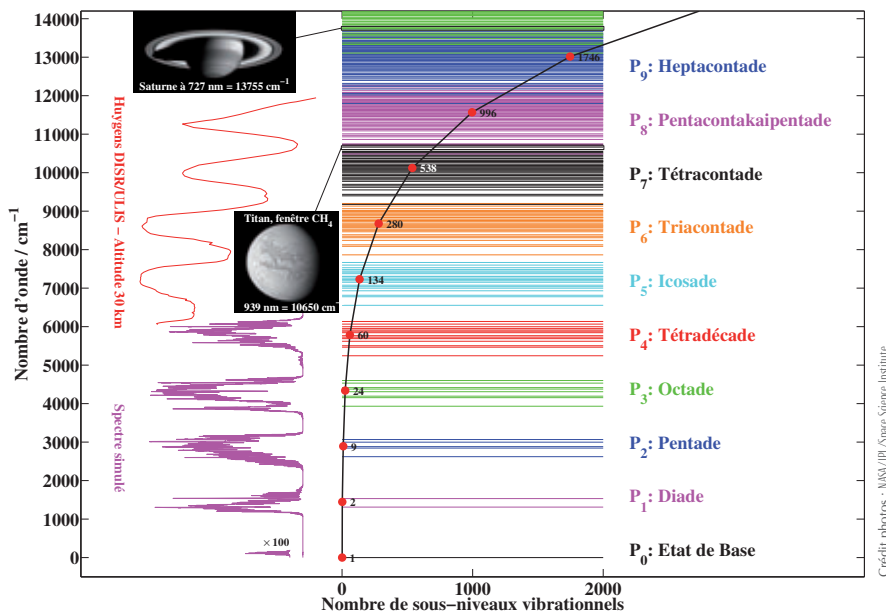 Nombre d'onde / cm⁻¹
14000
13000
12000
11000
10000
9000
8000
7000
6000
5000
4000
3000
2000
1000
0
Saturne à 727 nm = 13755 cm⁻¹
Huygens DISR/ULIS − Altitude 30 km
Titan, fenêtre CH₄
939 nm = 10650 cm⁻
Spectre simulé
×100
1746
996
538
280
134
60
24
9
2
1
P₉: Heptacontade
P₈: Pentacontakaipentade
P₇: Tétracontade
P₆: Triacontade
P₅: Icosade
P₄: Tétradécade
P₃: Octade
P₂: Pentade
P₁: Diade
P₀: Etat de Base
0 1000 2000
Nombre de sous−niveaux vibrationnels
Crédit photos : NASA/JPL/Space Science Institute